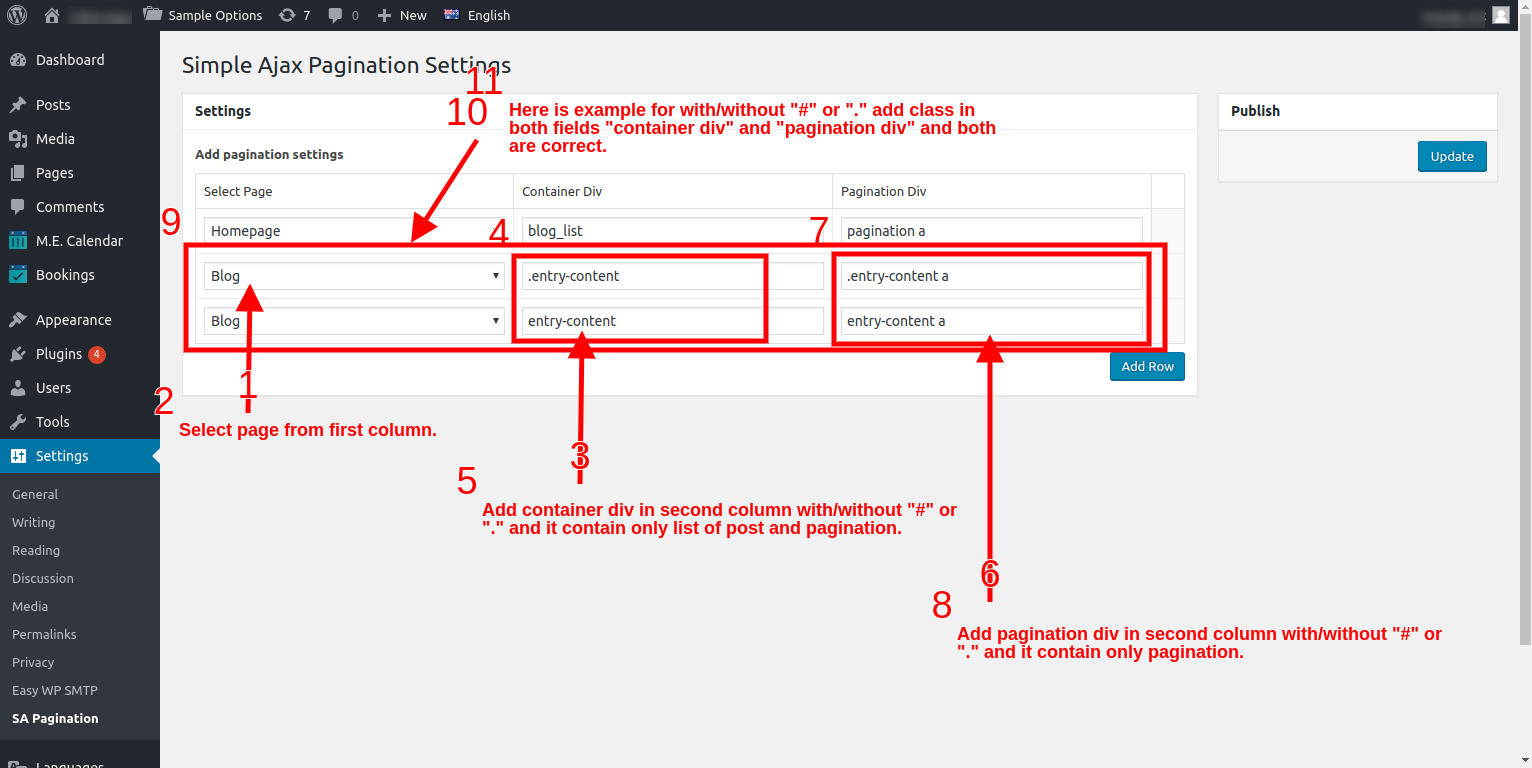 Sample Options 7 0 New English
Dashboard
Posts
Media
Pages
Comments
M.E. Calendar
Bookings
Appearance
Plugins 4
Users
Tools
Settings
General
Writing
Reading
Discussion
Media
Permalinks
Privacy
Easy WP SMTP
SA Pagination
Languages
Simple Ajax Pagination Settings
11
Settings
10
Here is example for with/without "#" or "." add class in
both fields "container div" and "pagination div" and both
are correct.
Add pagination settings
Select Page Container Div Pagination Div
9
4
7
Homepage blog_list pagination a
Blog .entry-content .entry-content a
Blog entry-content entry-content a
Add Row
Publish
Update
1
2
Select page from first column.
3
5
Add container div in second column with/without "#" or
"." and it contain only list of post and pagination.
6
8
Add pagination div in second column with/without "#" or
"." and it contain only pagination.